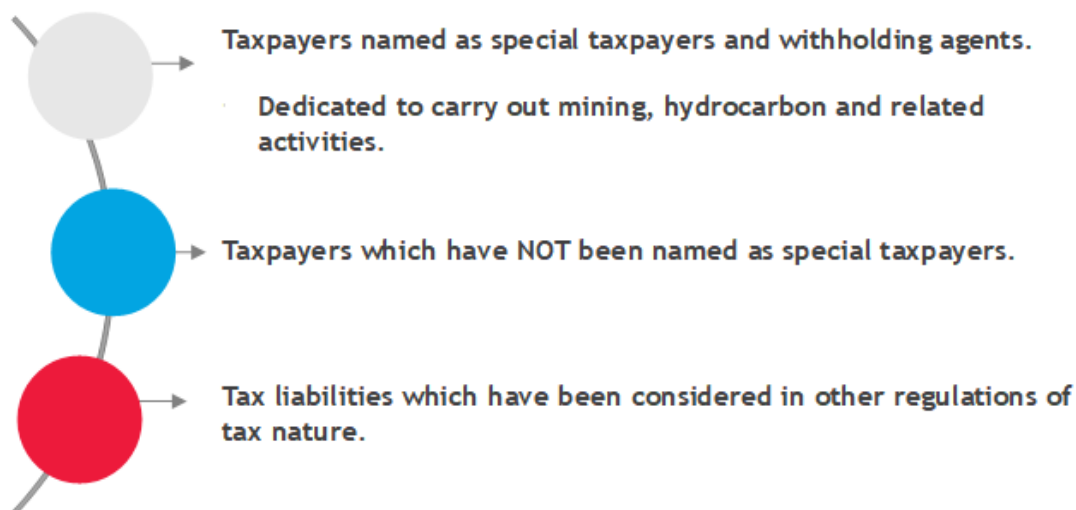 Taxpayers named as special taxpayers and withholding agents.
Dedicated to carry out mining, hydrocarbon and related
activities.
Taxpayers which have NOT been named as special taxpayers.
Tax liabilities which have been considered in other regulations of
tax nature.